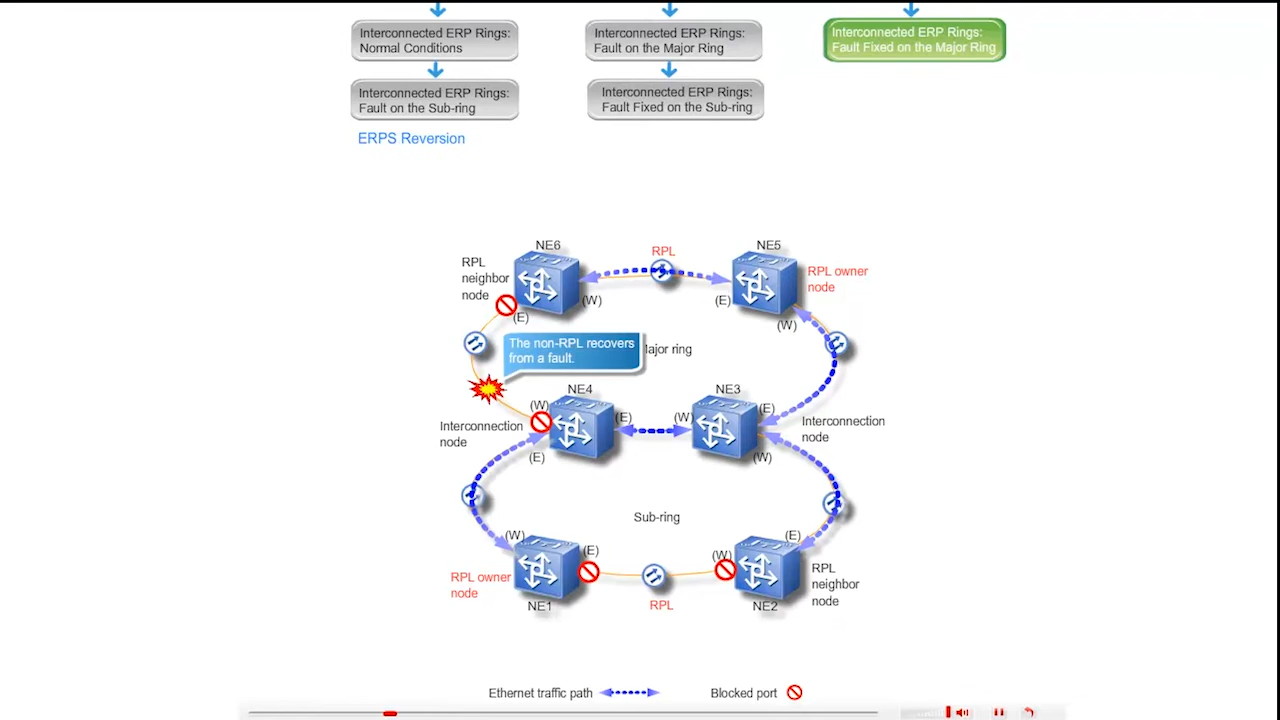 Interconnected ERP Rings:
Normal Conditions
Interconnected ERP Rings:
Fault on the Major Ring
Interconnected ERP Rings:
Fault Fixed on the Major Ring
Interconnected ERP Rings:
Fault on the Sub-ring
Interconnected ERP Rings:
Fault Fixed on the Sub-ring
ERPS Reversion
NE6
RPL
NE5
RPL
neighbor
node
RPL owner
node
(W)
(E)
(E)
(W)
The non-RPL recovers
from a fault.
Major ring
NE4
NE3
(W)
(E)
(W)
(E)
Interconnection
node
Interconnection
node
(E)
(W)
Sub-ring
(W)
(E)
(W)
(E)
RPL owner
node
RPL
neighbor
node
NE1
RPL
NE2
Ethernet traffic path
Blocked port